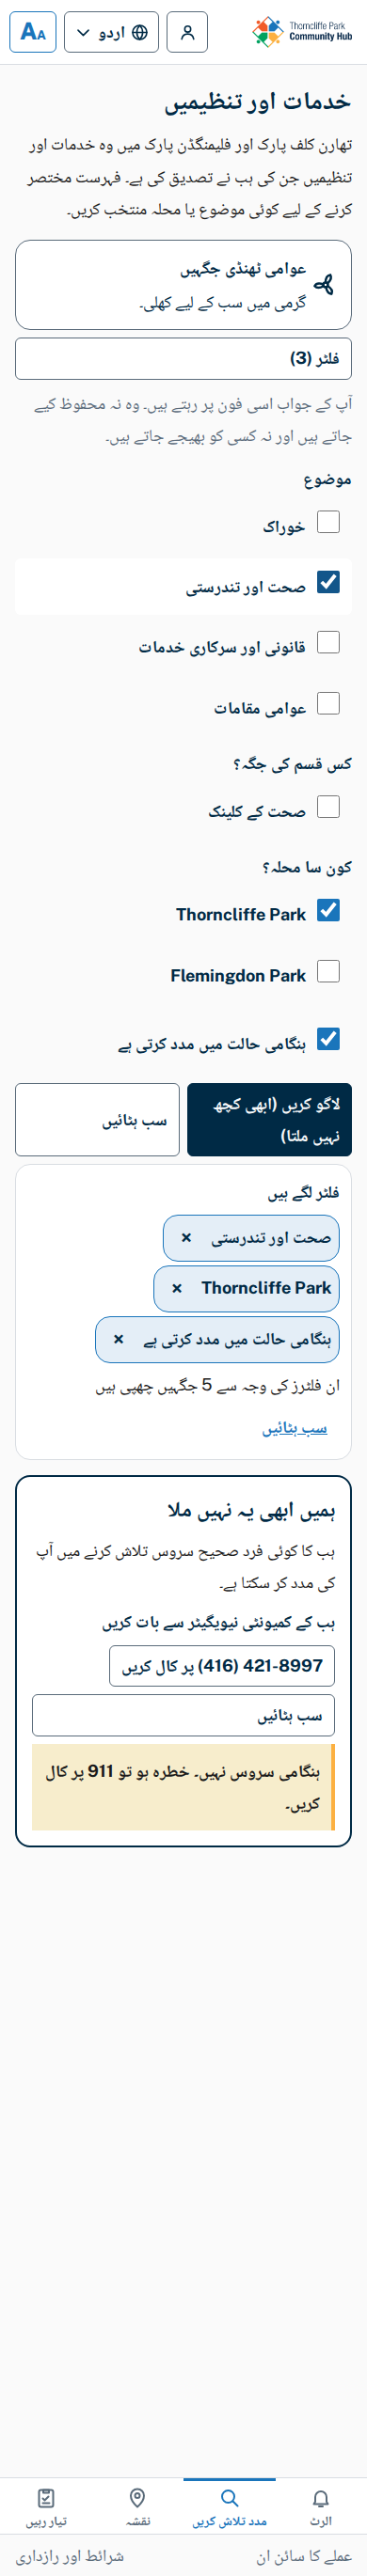 Thorncliffe Park
Community Hub
اردو
AA
خدمات اور تنظیمیں
تھارن کلف پارک اور فلیمنگڈن پارک میں وہ خدمات اور
تنظیمیں جن کی ہب نے تصدیق کی ہے۔ فہرست مختصر
کرنے کے لیے کوئی موضوع یا محلہ منتخب کریں۔
عوامی ٹھنڈی جگہیں
گرمی میں سب کے لیے کھلی۔
فلٹر (3)
آپ کے جواب اسی فون پر رہتے ہیں۔ وہ نہ محفوظ کیے
جاتے ہیں اور نہ کسی کو بھیجے جاتے ہیں۔
موضوع
خوراک
صحت اور تندرستی
قانونی اور سرکاری خدمات
عوامی مقامات
کس قسم کی جگہ؟
صحت کے کلینک
کون سا محلہ؟
Thorncliffe Park
Flemingdon Park
ہنگامی حالت میں مدد کرتی ہے
لاگو کریں (ابھی کچھ
نہیں ملتا)
سب ہٹائیں
فلٹر لگے ہیں
صحت اور تندرستی ×
Thorncliffe Park ×
ہنگامی حالت میں مدد کرتی ہے ×
ان فلٹرز کی وجہ سے 5 جگہیں چھپی ہیں
سب ہٹائیں
ہمیں ابھی یہ نہیں ملا
ہب کا کوئی فرد صحیح سروس تلاش کرنے میں آپ
کی مدد کر سکتا ہے۔
ہب کے کمیونٹی نیویگیٹر سے بات کریں
(416) 421-8997 پر کال کریں
سب ہٹائیں
ہنگامی سروس نہیں۔ خطرہ ہو تو 911 پر کال
کریں۔
الرٹ
مدد تلاش کریں
نقشہ
تیار رہیں
عملے کا سائن ان
شرائط اور رازداری